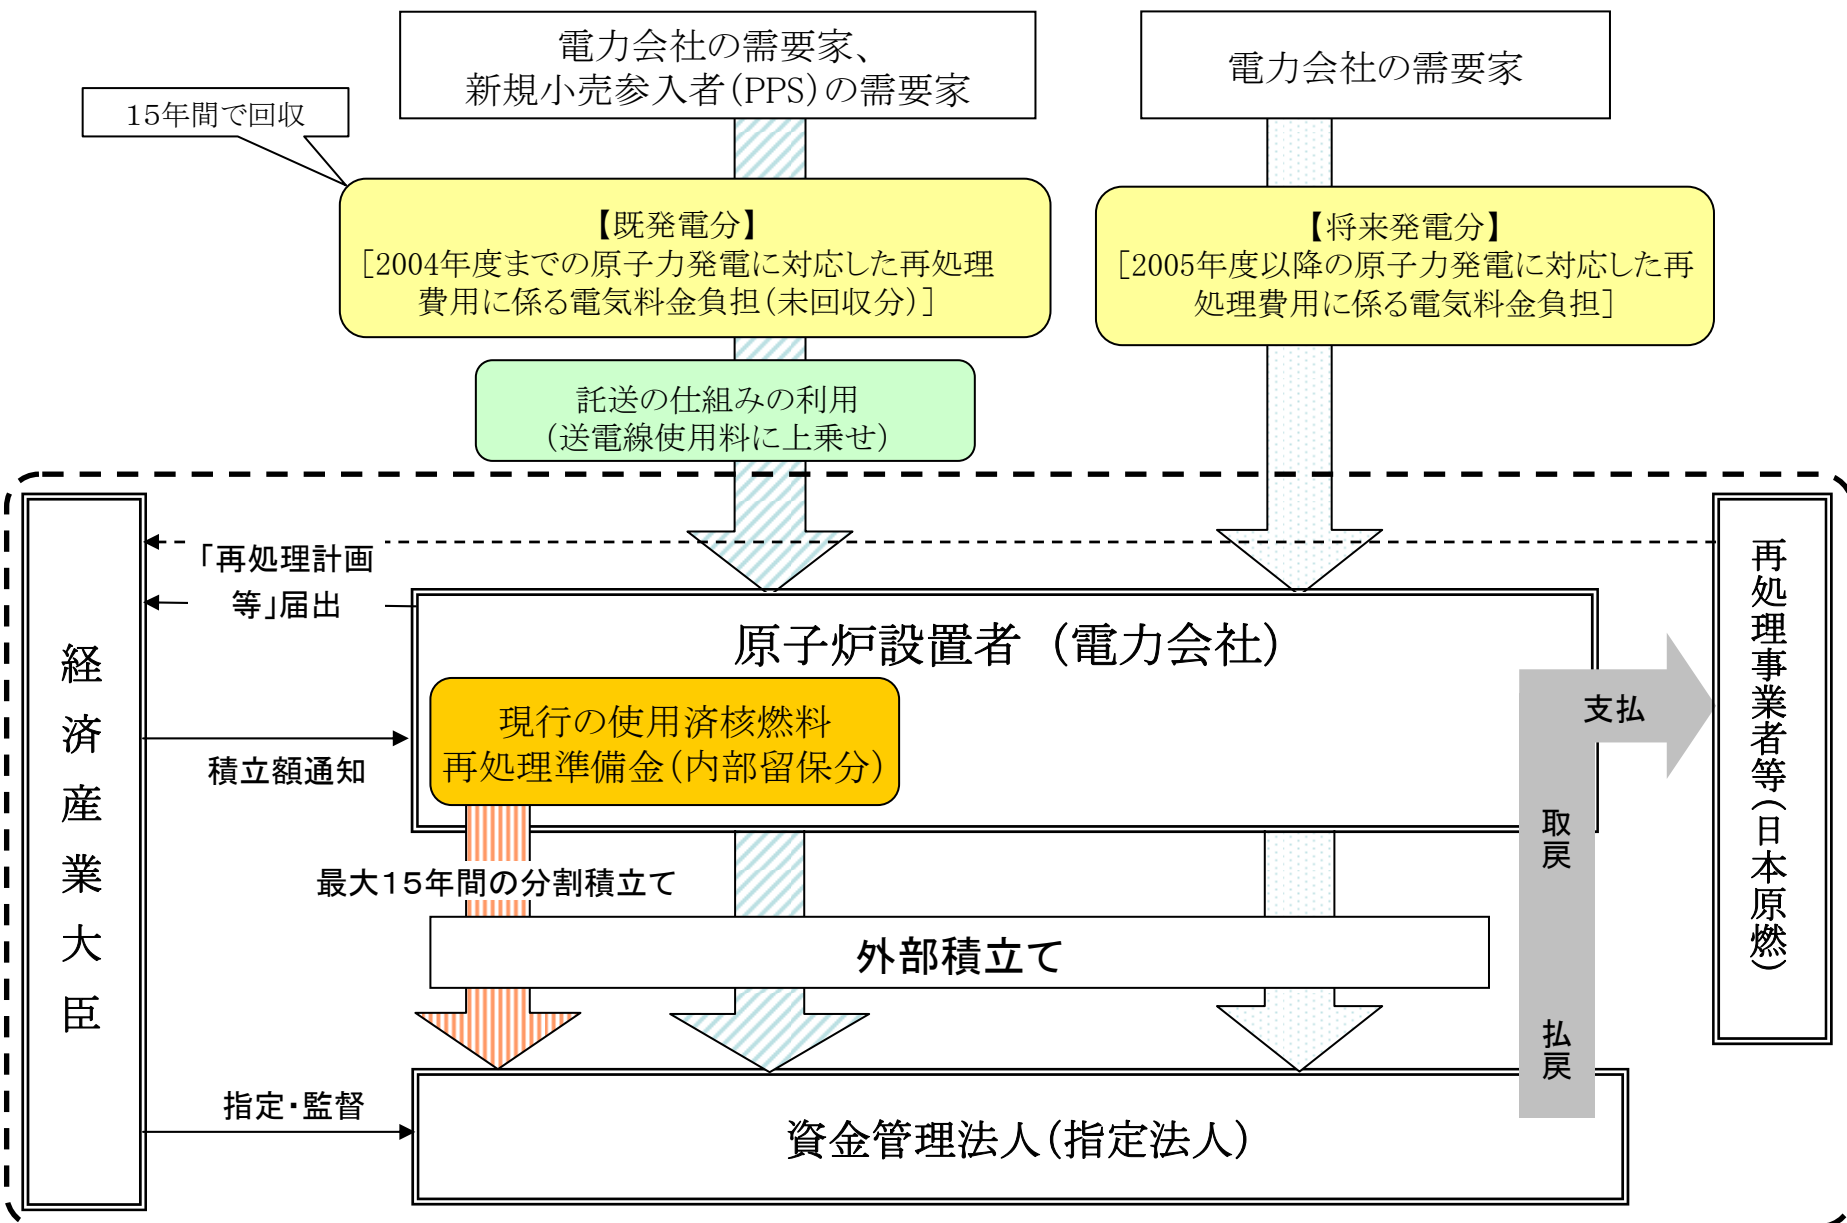 電力会社の需要家、
新規小売参入者(PPS)の需要家
電力会社の需要家
15年間で回収
【既発電分】
[2004年度までの原子力発電に対応した再処理
費用に係る電気料金負担(未回収分)]
【将来発電分】
[2005年度以降の原子力発電に対応した再
処理費用に係る電気料金負担]
託送の仕組みの利用
(送電線使用料に上乗せ)
経済産業大臣
「再処理計画
等」届出
原子炉設置者(電力会社)
現行の使用済核燃料
再処理準備金(内部留保分)
積立額通知
支払
再処理事業者等(日本原燃)
取戻
最大15年間の分割積立て
外部積立て
払戻
指定・監督
資金管理法人(指定法人)